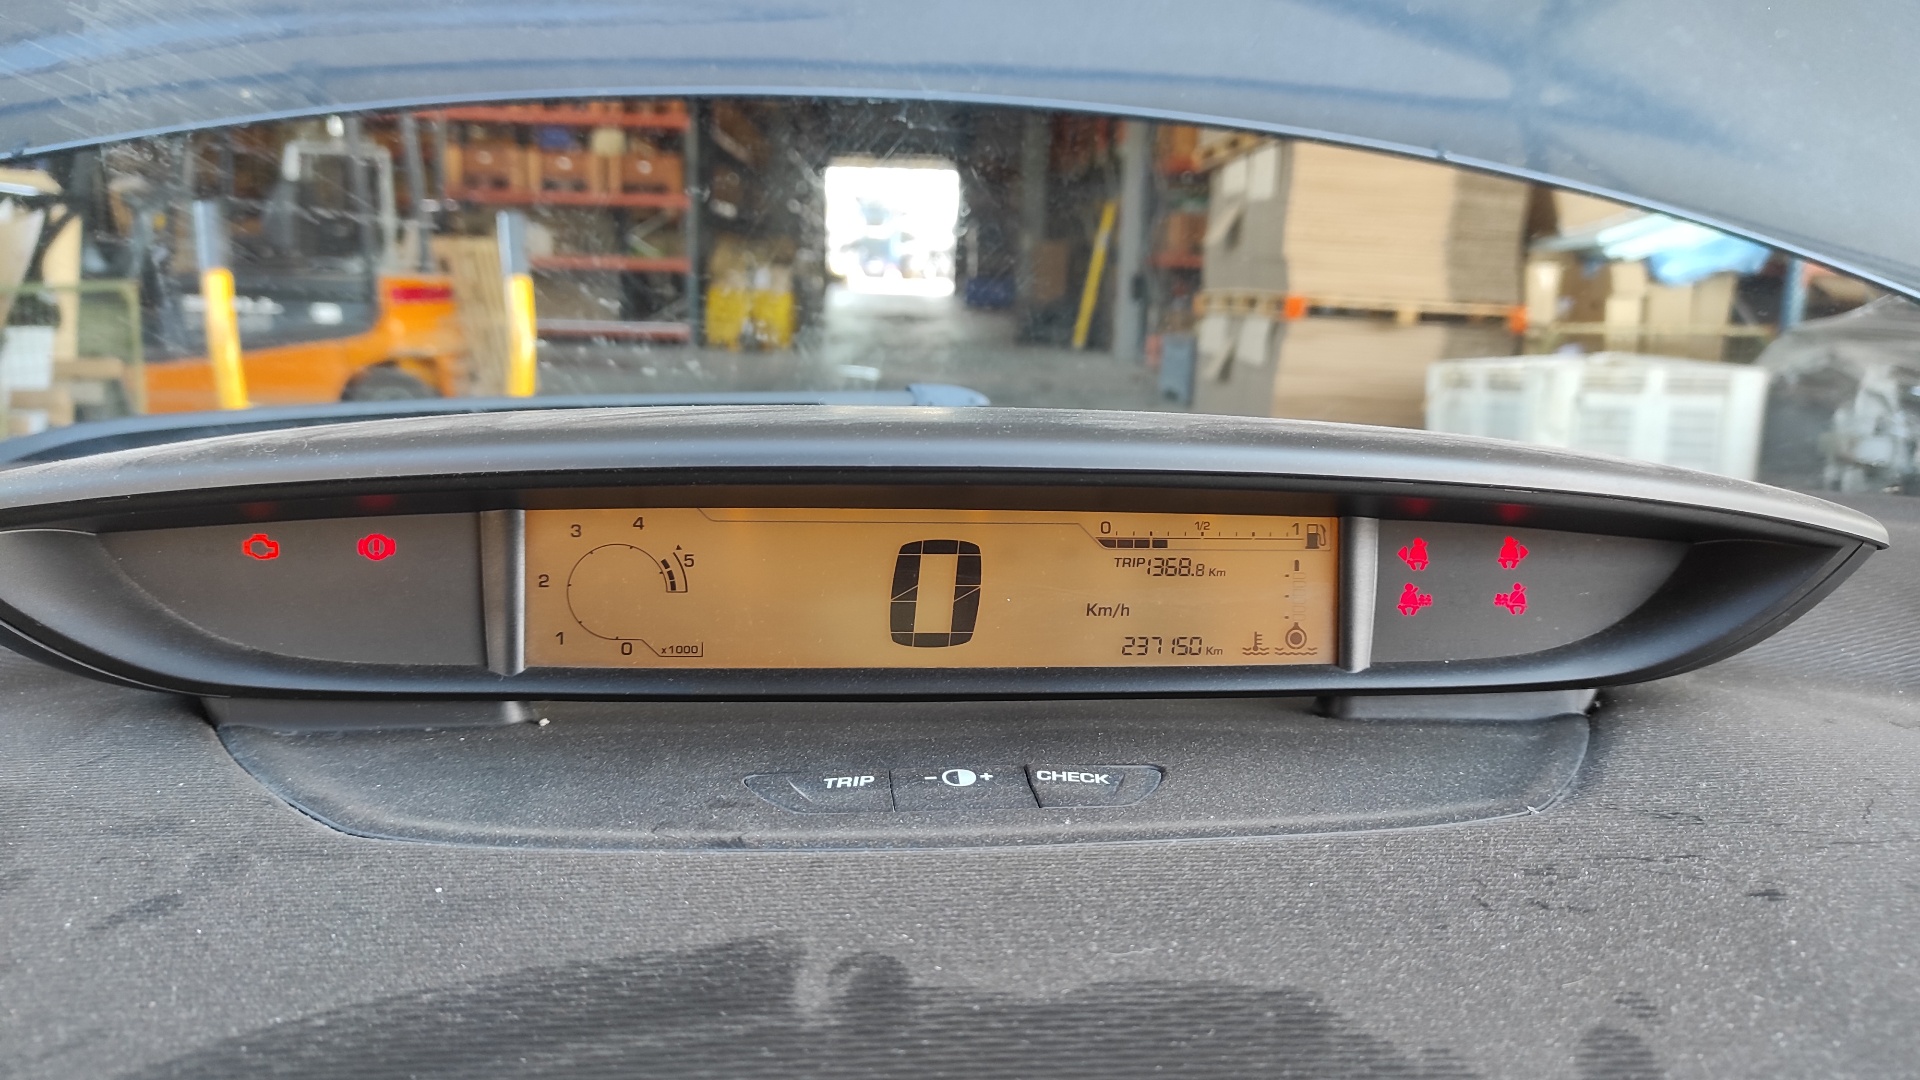 3 4 5
2
1 0 x1000
0
0 1/2 1
TRIP 1368.8 Km
Km/h
237150 Km
TRIP - + CHECK